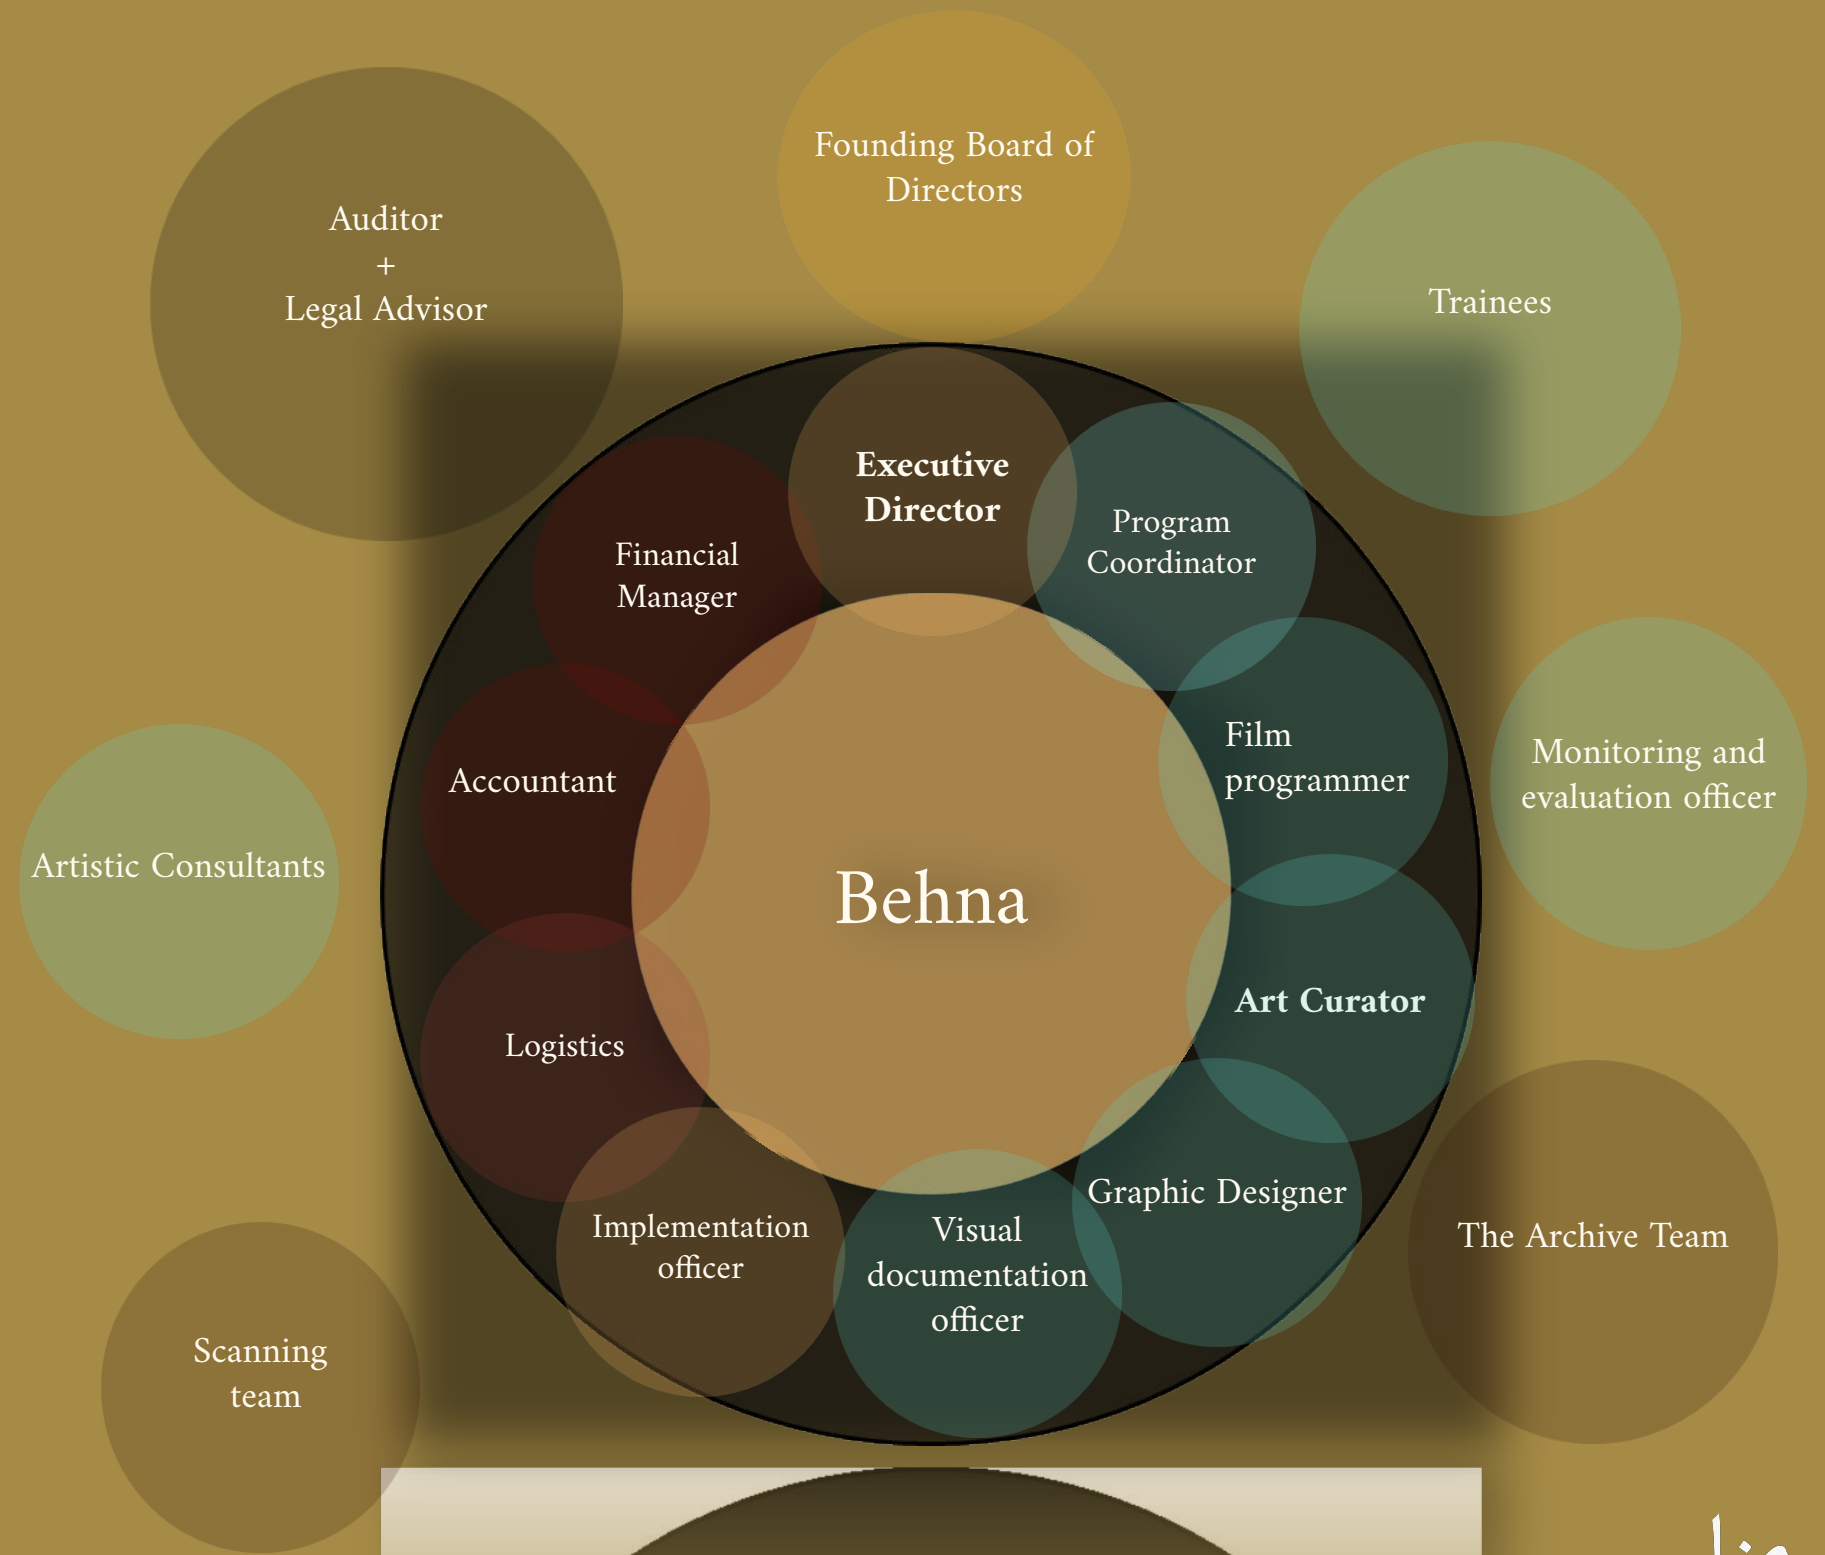 Founding Board of
Directors
Auditor
+
Legal Advisor
Trainees
Executive
Director
Program
Coordinator
Financial
Manager
Film
programmer
Monitoring and
evaluation officer
Accountant
Artistic Consultants
Behna
Art Curator
Logistics
Graphic Designer
Implementation
officer
Visual
documentation
officer
The Archive Team
Scanning
team